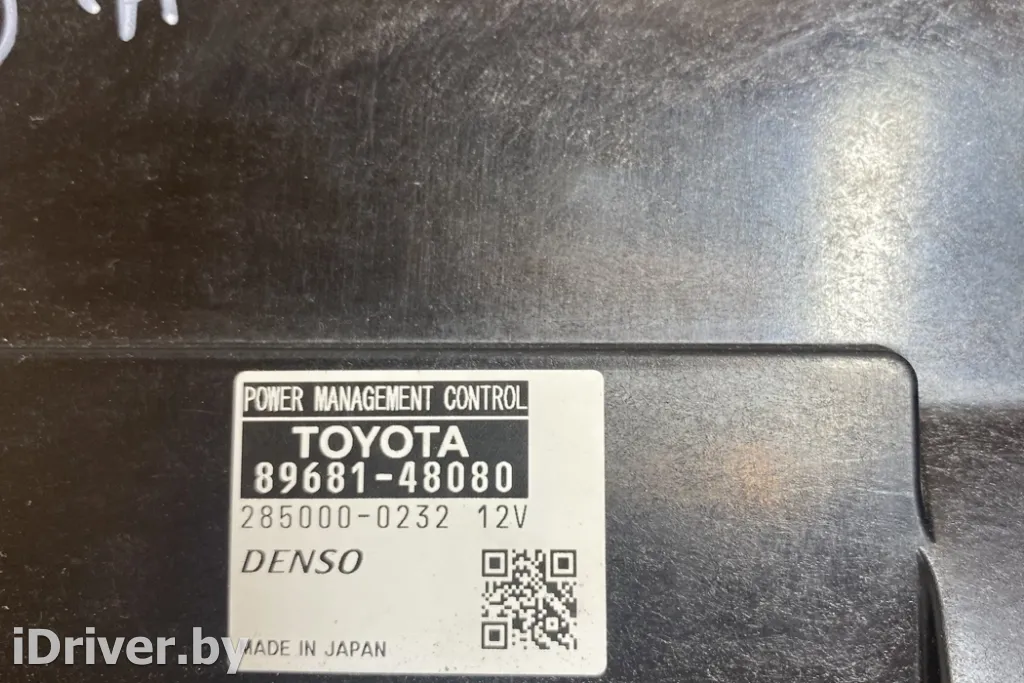 POWER MANAGEMENT CONTROL
TOYOTA
89681-48080
285000-0232 12V
DENSO
MADE IN JAPAN
iDriver.by